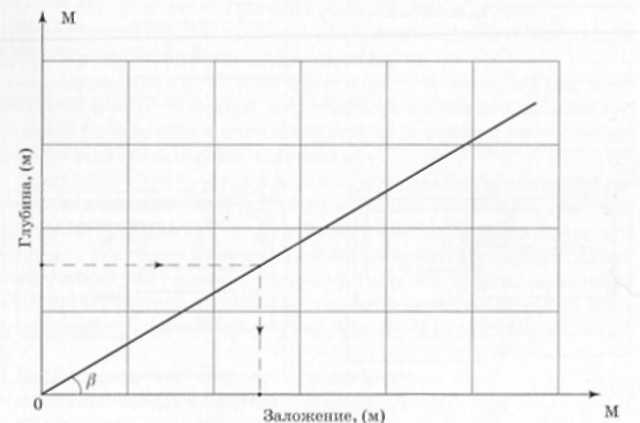 М
Глубина, (м)
β
0
Заложение, (м)
М